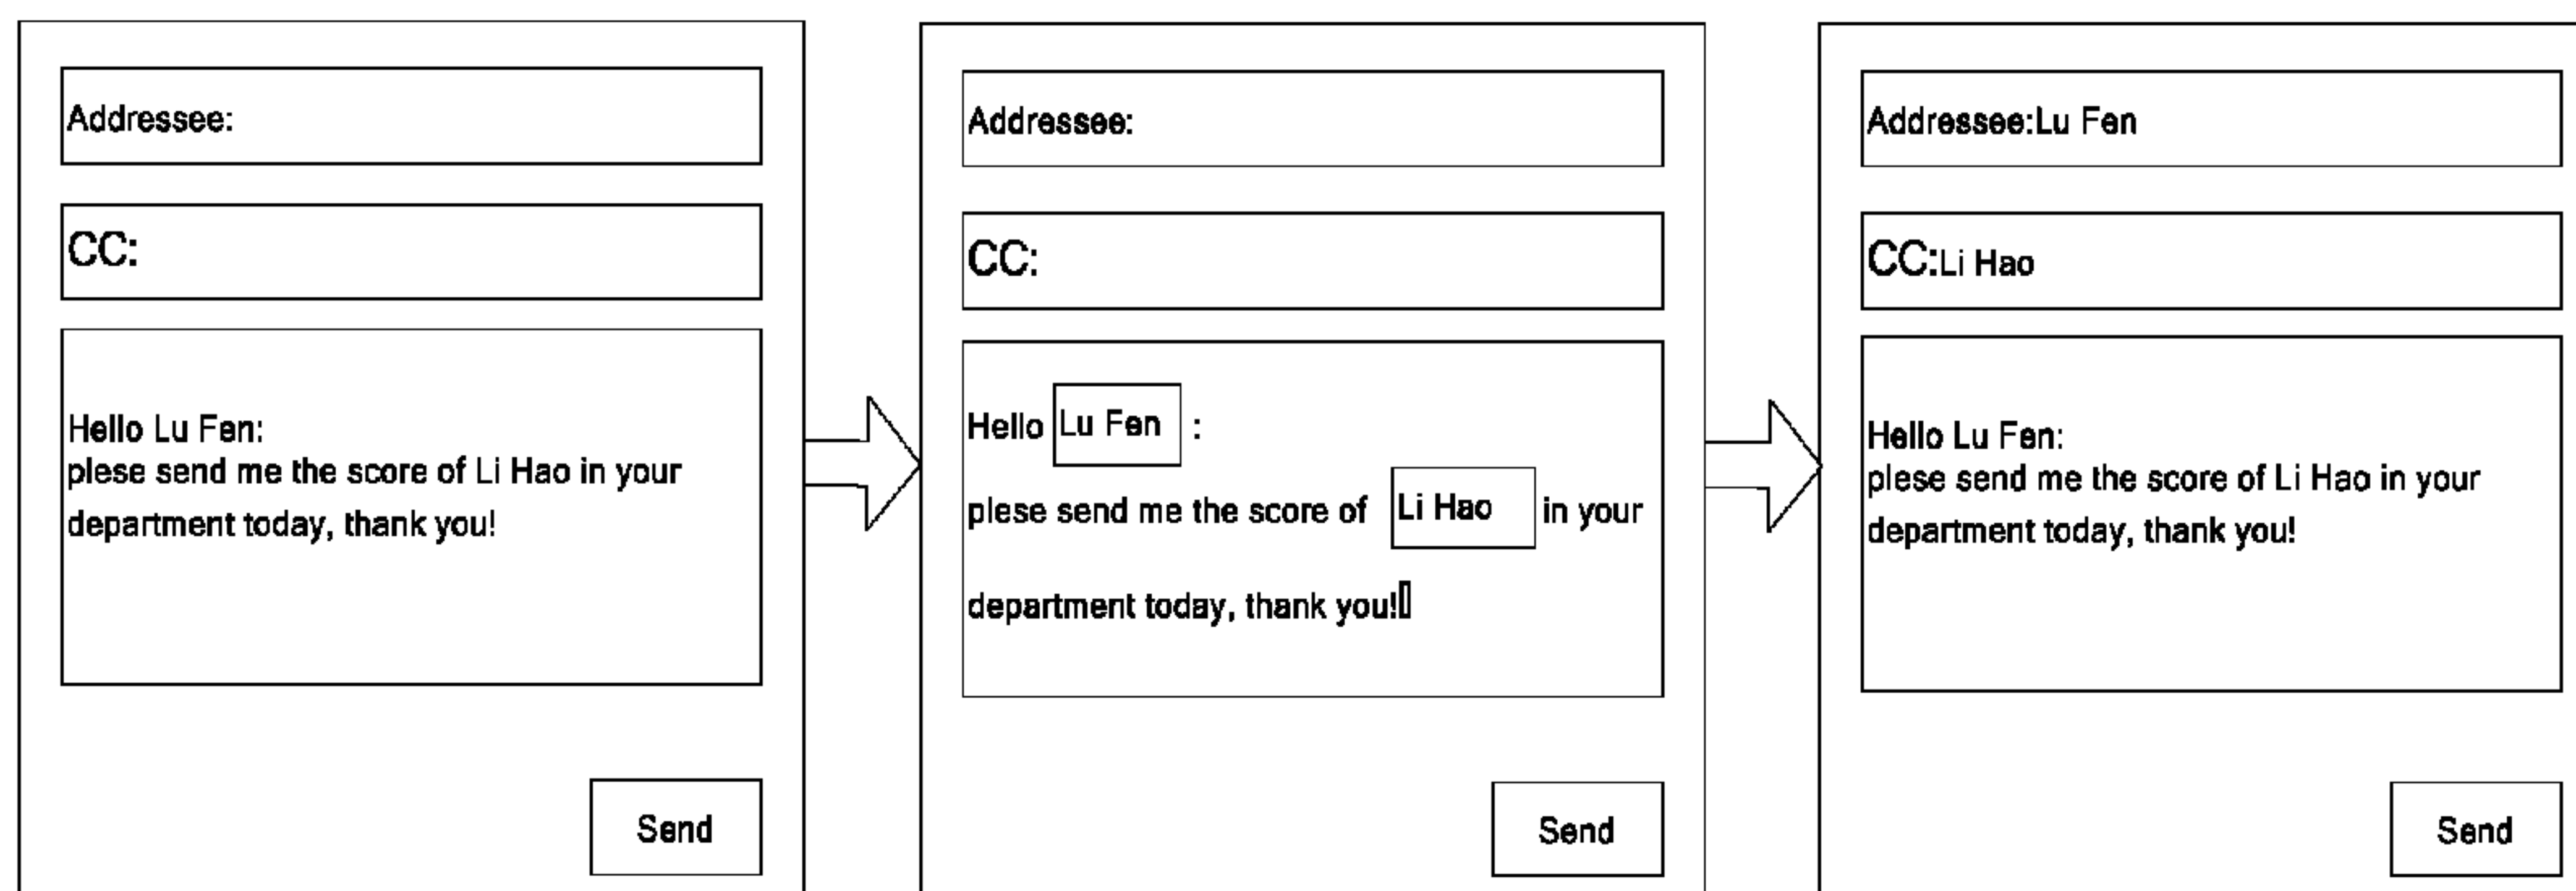 Addressee:
CC:
Hello Lu Fen:
plese send me the score of Li Hao in your
department today, thank you!
Send
Addressee:
CC:
Hello Lu Fen :
plese send me the score of Li Hao in your
department today, thank you!
Send
Addressee:Lu Fen
CC:Li Hao
Hello Lu Fen:
plese send me the score of Li Hao in your
department today, thank you!
Send